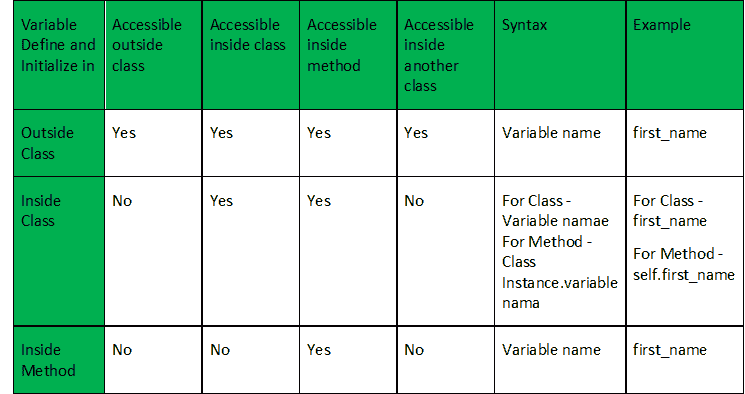 Variable
Define and
Initialize in
Accessible
outside
class
Accessible
inside class
Accessible
inside
method
Accessible
inside
another
class
Syntax
Example
Outside
Class
Yes
Yes
Yes
Yes
Variable name
first_name
Inside
Class
No
Yes
Yes
No
For Class -
Variable namae
For Method -
Class
Instance.variable
nama
For Class -
first_name
For Method -
self.first_name
Inside
Method
No
No
Yes
No
Variable name
first_name